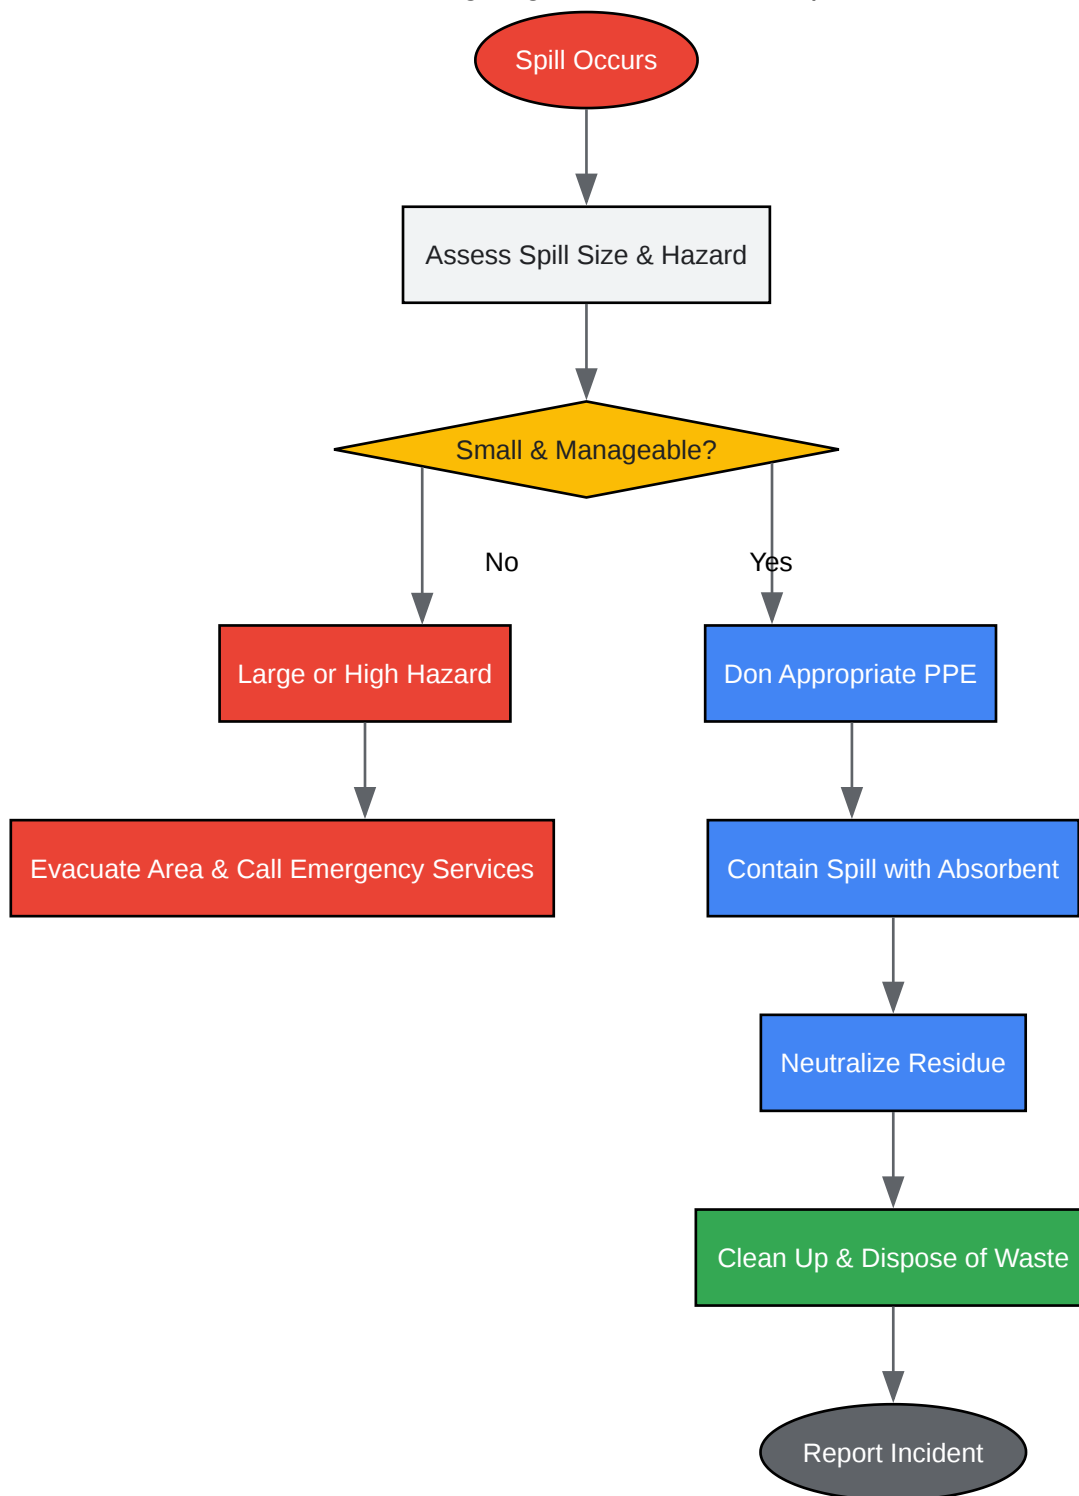 Spill Occurs
Assess Spill Size & Hazard
Small & Manageable?
No
Yes
Large or High Hazard
Don Appropriate PPE
Evacuate Area & Call Emergency Services
Contain Spill with Absorbent
Neutralize Residue
Clean Up & Dispose of Waste
Report Incident